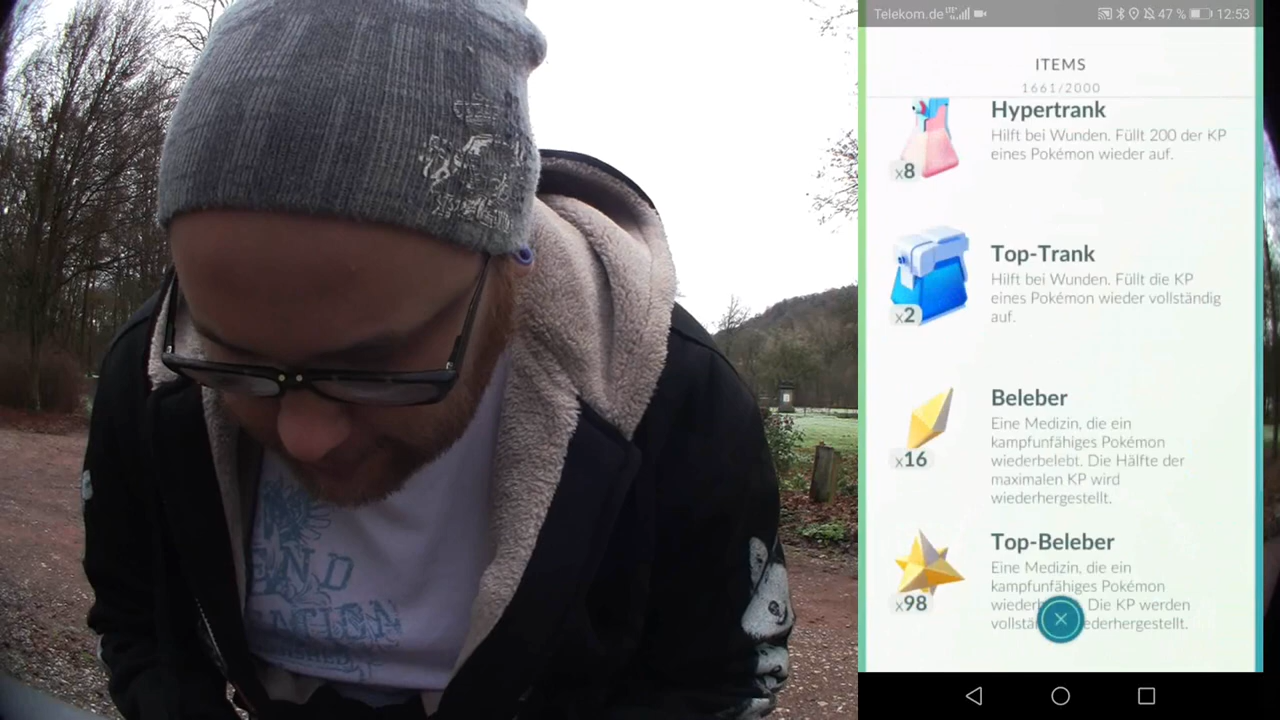 Telekom.de
47 %
12:53
ITEMS
1661/2000
Hypertrank
Hilft bei Wunden. Füllt 200 der KP
eines Pokémon wieder auf.
x8
Top-Trank
Hilft bei Wunden. Füllt die KP
eines Pokémon wieder vollständig
auf.
x2
Beleber
Eine Medizin, die ein
kampfunfähiges Pokémon
wiederbelebt. Die Hälfte der
maximalen KP wird
wiederhergestellt.
x16
Top-Beleber
Eine Medizin, die ein
kampfunfähiges Pokémon
Die KP werden
x98